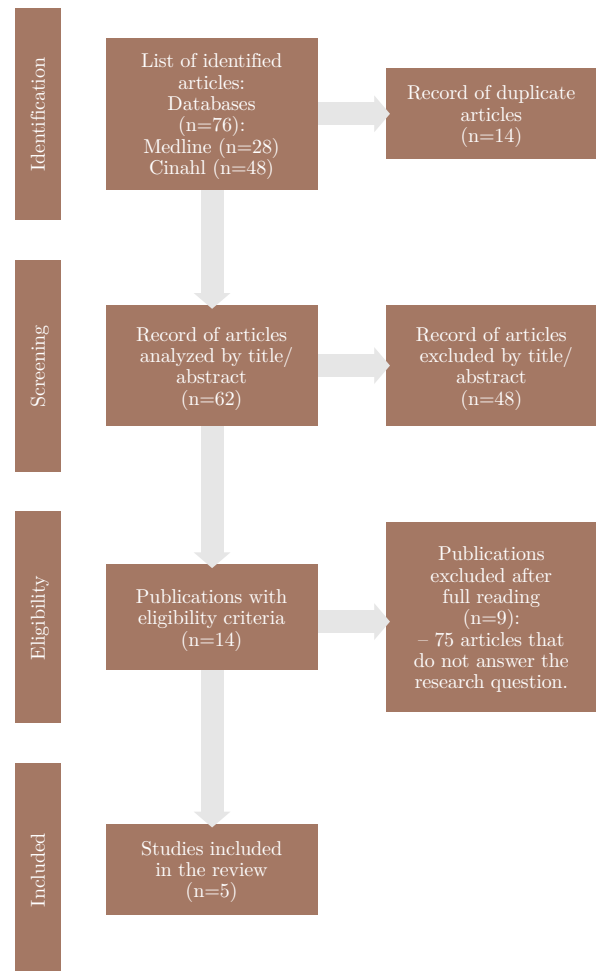 Identification
List of identified
articles:
Databases
(n=76):
Medline (n=28)
Cinahl (n=48)
Record of duplicate
articles
(n=14)
Screening
Record of articles
analyzed by title/
abstract
(n=62)
Record of articles
excluded by title/
abstract
(n=48)
Eligibility
Publications with
eligibility criteria
(n=14)
Publications
excluded after
full reading
(n=9):
– 75 articles that
do not answer the
research question.
Included
Studies included
in the review
(n=5)